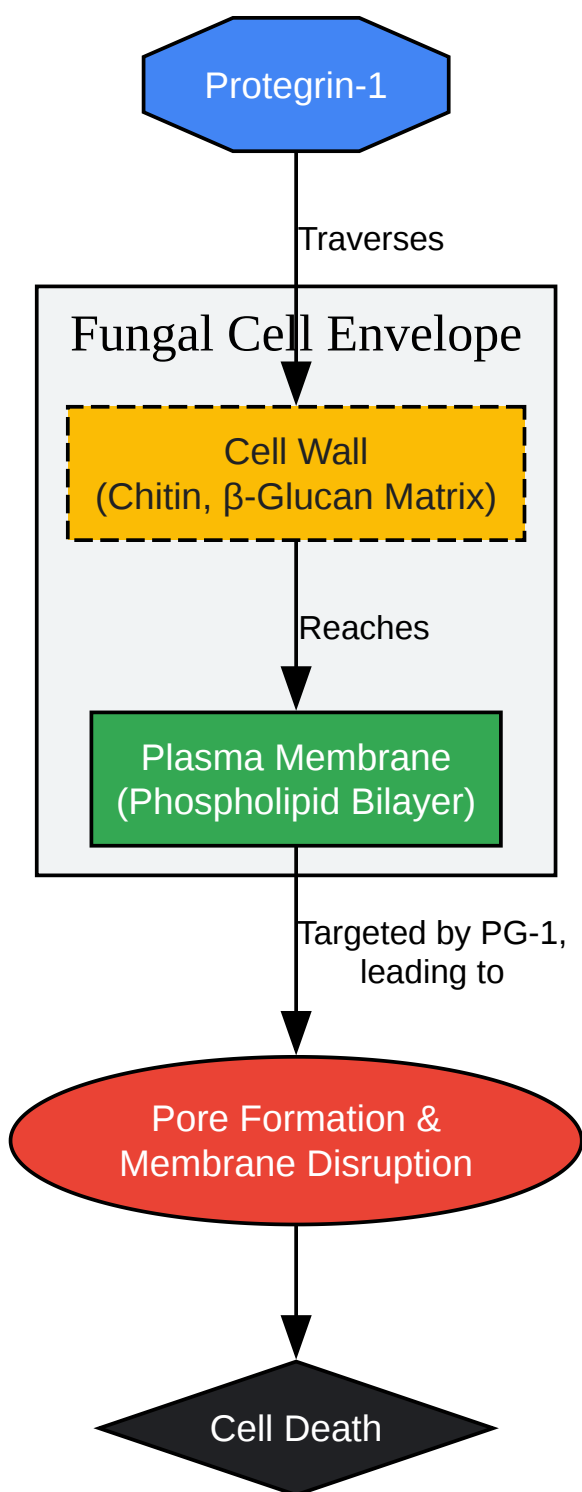 Protegrin-1
Traverses
Fungal Cell Envelope
Cell Wall
(Chitin, β-Glucan Matrix)
Reaches
Plasma Membrane
(Phospholipid Bilayer)
Targeted by PG-1,
leading to
Pore Formation &
Membrane Disruption
Cell Death